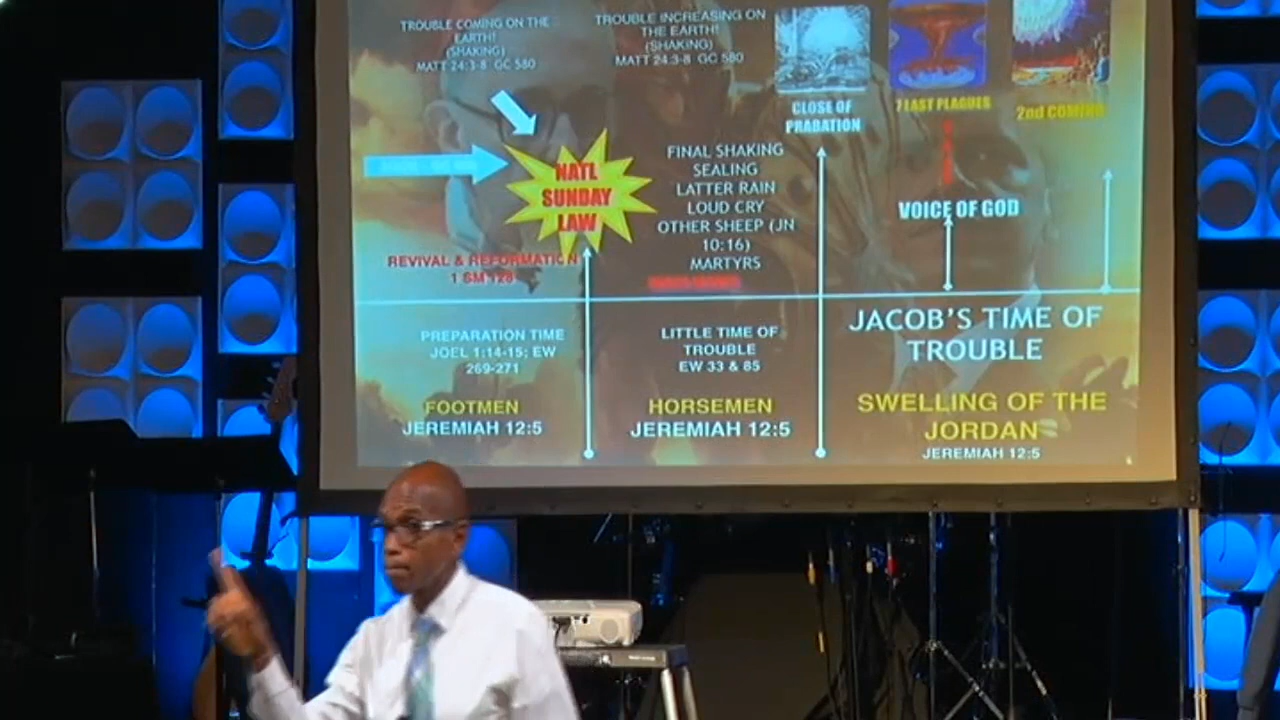 TROUBLE COMING ON THE
EARTH!
(SHAKING)
MATT 24:3-8 GC 580
TROUBLE INCREASING ON
THE EARTH!
(SHAKING)
MATT 24:3-8 GC 580
CLOSE OF
PRABATION
7 LAST PLAGUES
2nd COMING
NATL
SUNDAY
LAW
FINAL SHAKING
SEALING
LATTER RAIN
LOUD CRY
OTHER SHEEP (JN
10:16)
MARTYRS
VOICE OF GOD
REVIVAL & REFORMATION
1 SM 128
PREPARATION TIME
JOEL 1:14-15; EW
269-271
FOOTMEN
JEREMIAH 12:5
LITTLE TIME OF
TROUBLE
EW 33 & 85
HORSEMEN
JEREMIAH 12:5
JACOB'S TIME OF
TROUBLE
SWELLING OF THE
JORDAN
JEREMIAH 12:5